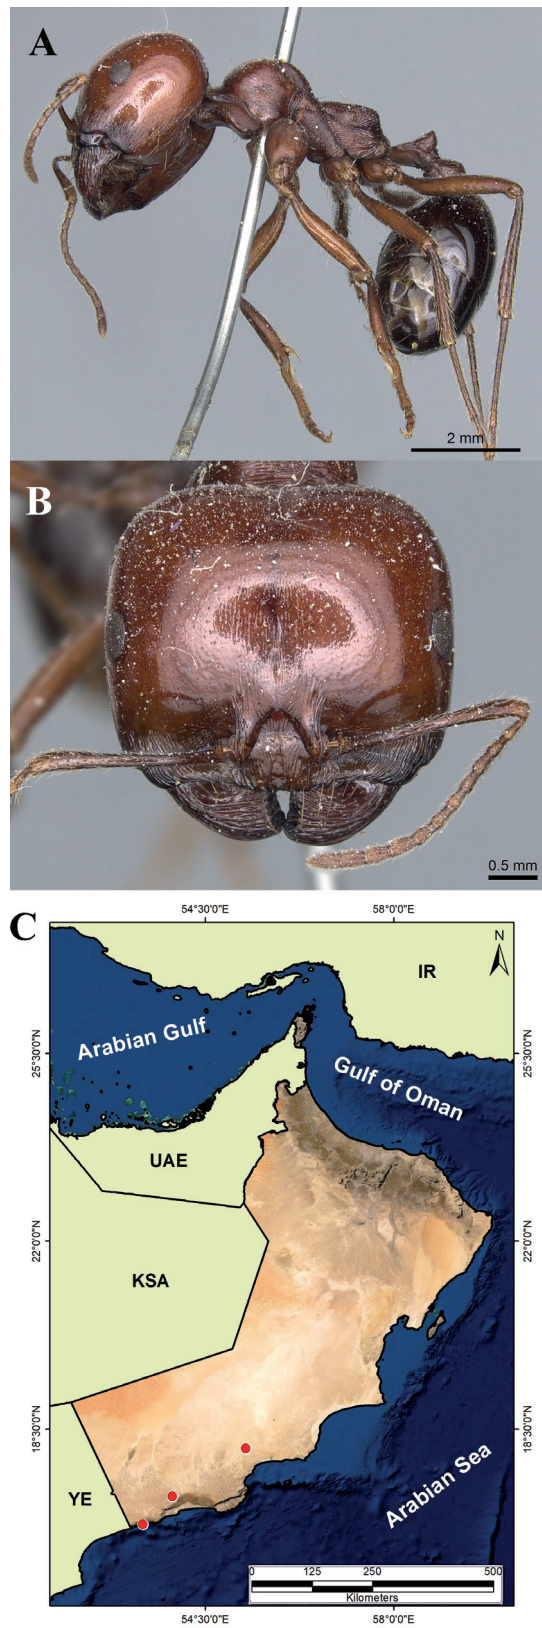 A
2 mm
B
0.5 mm
C
54°30'0"E
58°0'0"E
N
IR
Arabian Gulf
25°30'0"N
25°30'0"N
Gulf of Oman
UAE
22°0'0"N
22°0'0"N
KSA
18°30'0"N
18°30'0"N
YE
Arabian Sea
0 125 250 500
Kilometers
54°30'0"E
58°0'0"E